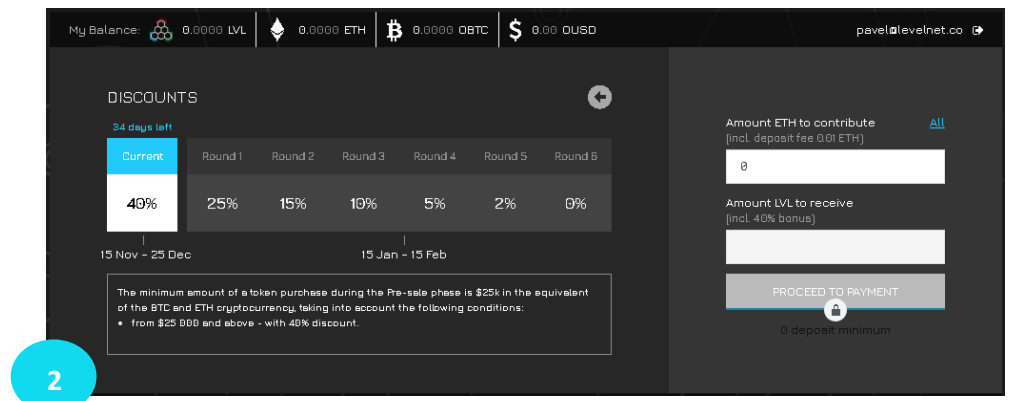 My Balance: 0.0000 LVL 0.0000 ETH 0.0000 OBTC 0.00 OUSD pavel@levelnet.co
DISCOUNTS
34 days left
Current Round 1 Round 2 Round 3 Round 4 Round 5 Round 6
40% 25% 15% 10% 5% 2% 0%
15 Nov – 25 Dec 15 Jan – 15 Feb
The minimum amount of a token purchase during the Pre-sale phase is $25k in the equivalent
of the BTC and ETH cryptocurrency, taking into account the following conditions:
• from $25 000 and above - with 40% discount.
Amount ETH to contribute All
(incl. deposit fee 0.01 ETH)
0
Amount LVL to receive
(incl. 40% bonus)
PROCEED TO PAYMENT
0 deposit minimum
2